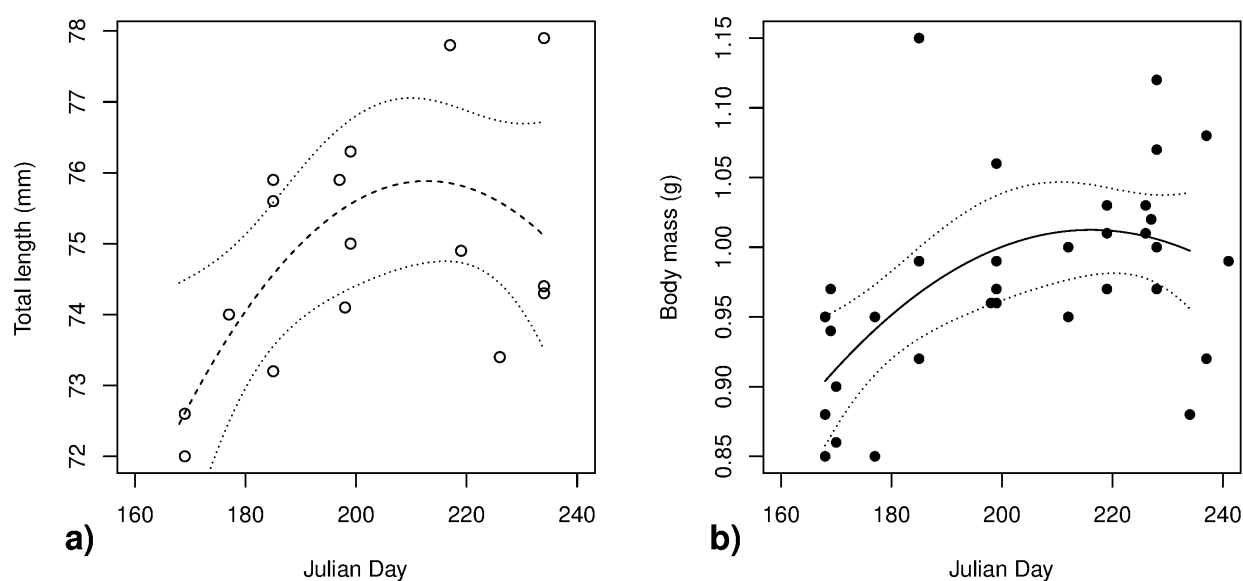 78
77
76
75
74
73
72
Total length (mm)
160 180 200 220 240
a)
Julian Day
1.15
1.10
1.05
1.00
0.95
0.90
0.85
Body mass (g)
160 180 200 220 240
b)
Julian Day